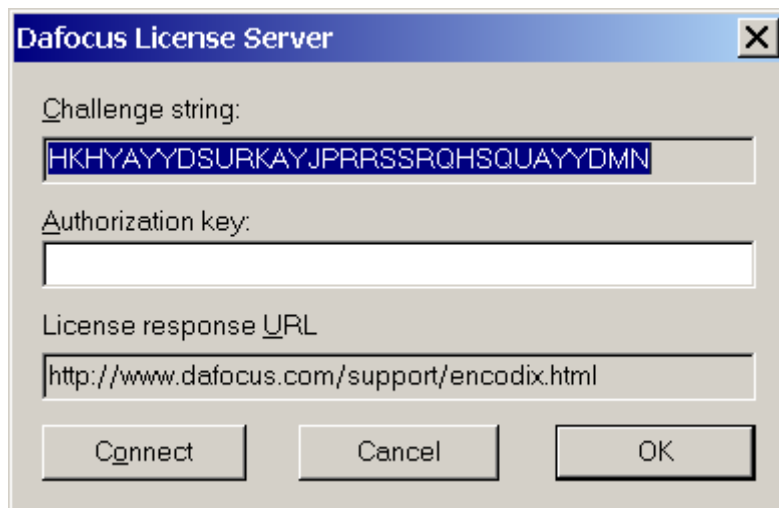 Dafocus License Server
Challenge string:
HKHYAYYDSURKAYJPRRSSRQHSQUAYYDMN
Authorization key:
License response URL
http://www.dafocus.com/support/encodix.html
Connect Cancel OK